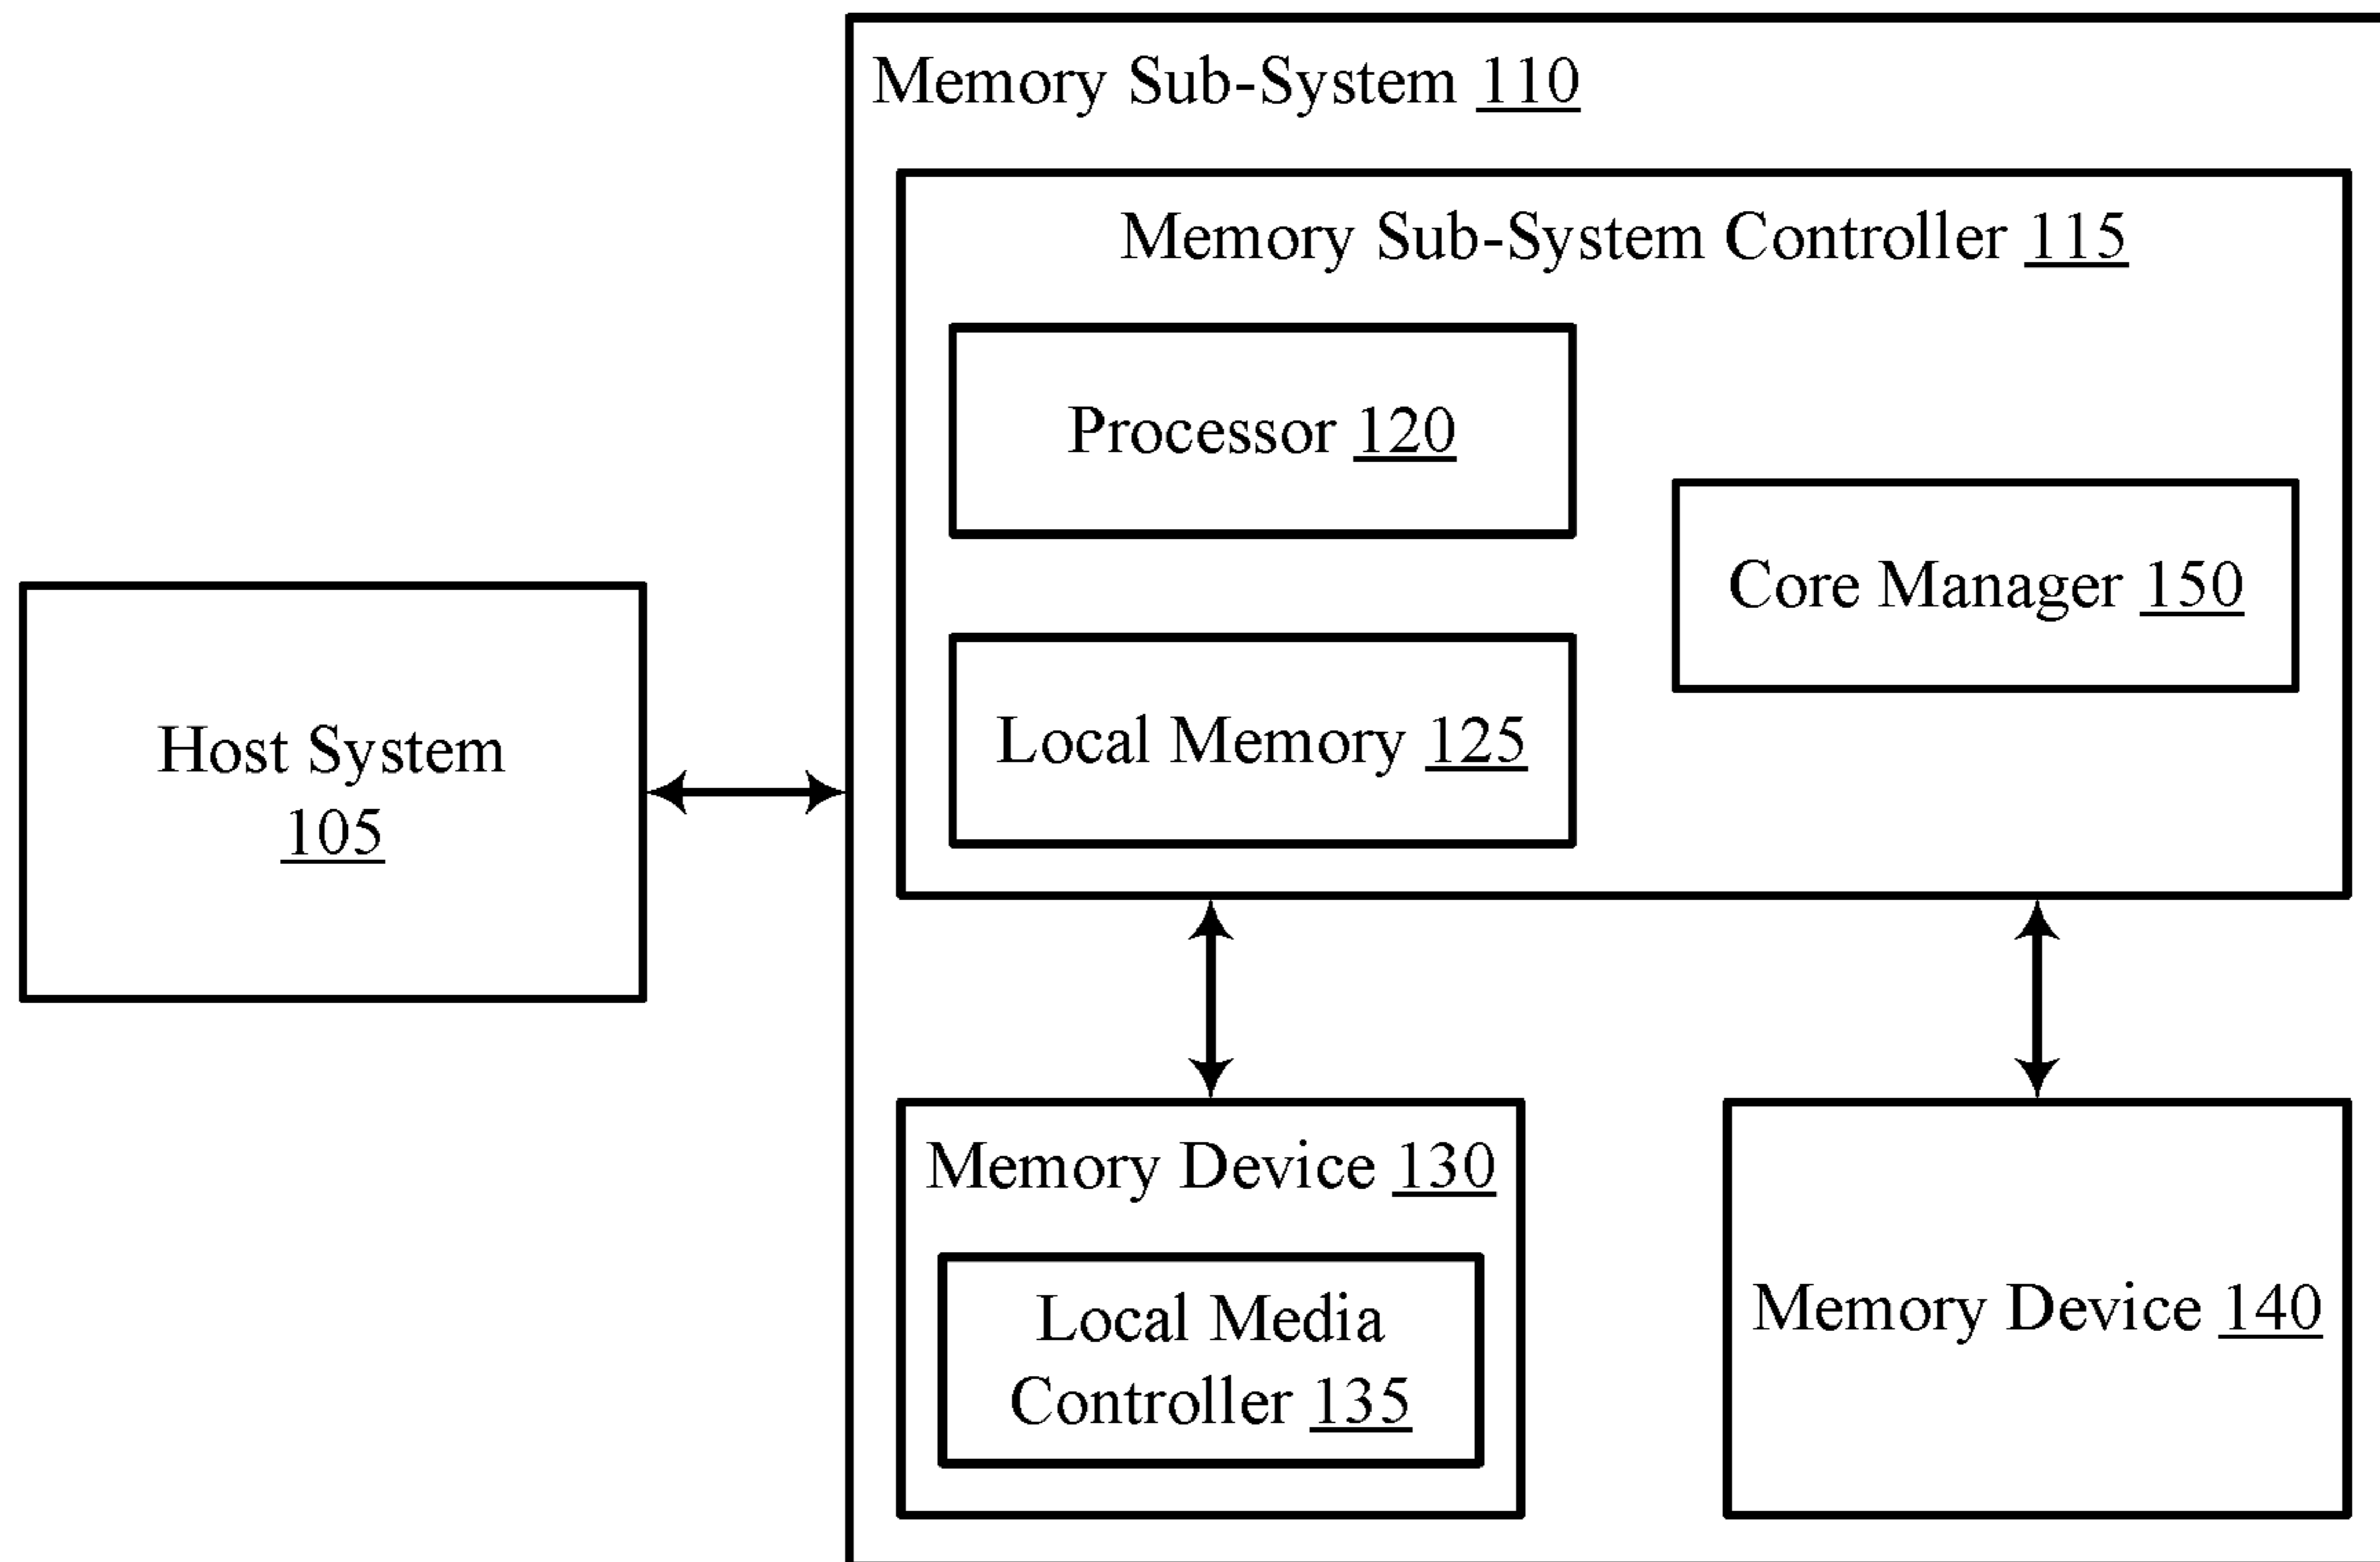 Memory Sub-System 110
Memory Sub-System Controller 115
Processor 120
Core Manager 150
Local Memory 125
Host System
105
Memory Device 130
Local Media
Controller 135
Memory Device 140